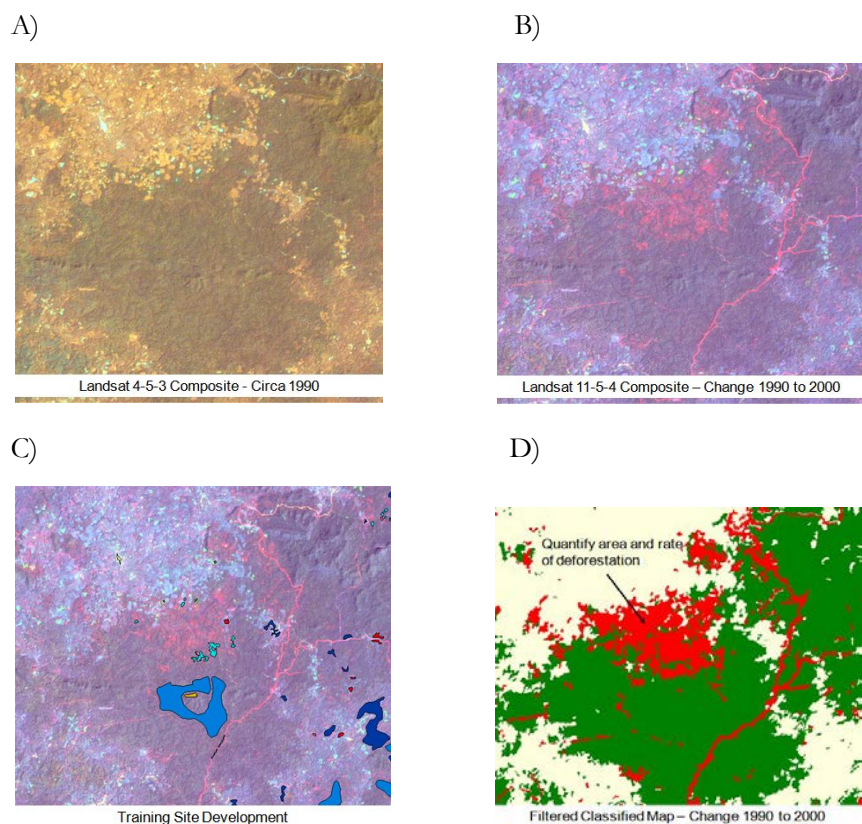 A)
B)
Landsat 4-5-3 Composite - Circa 1990
Landsat 11-5-4 Composite – Change 1990 to 2000
C)
D)
Quantify area and rate
of deforestation
Training Site Development
Filtered Classified Map – Change 1990 to 2000